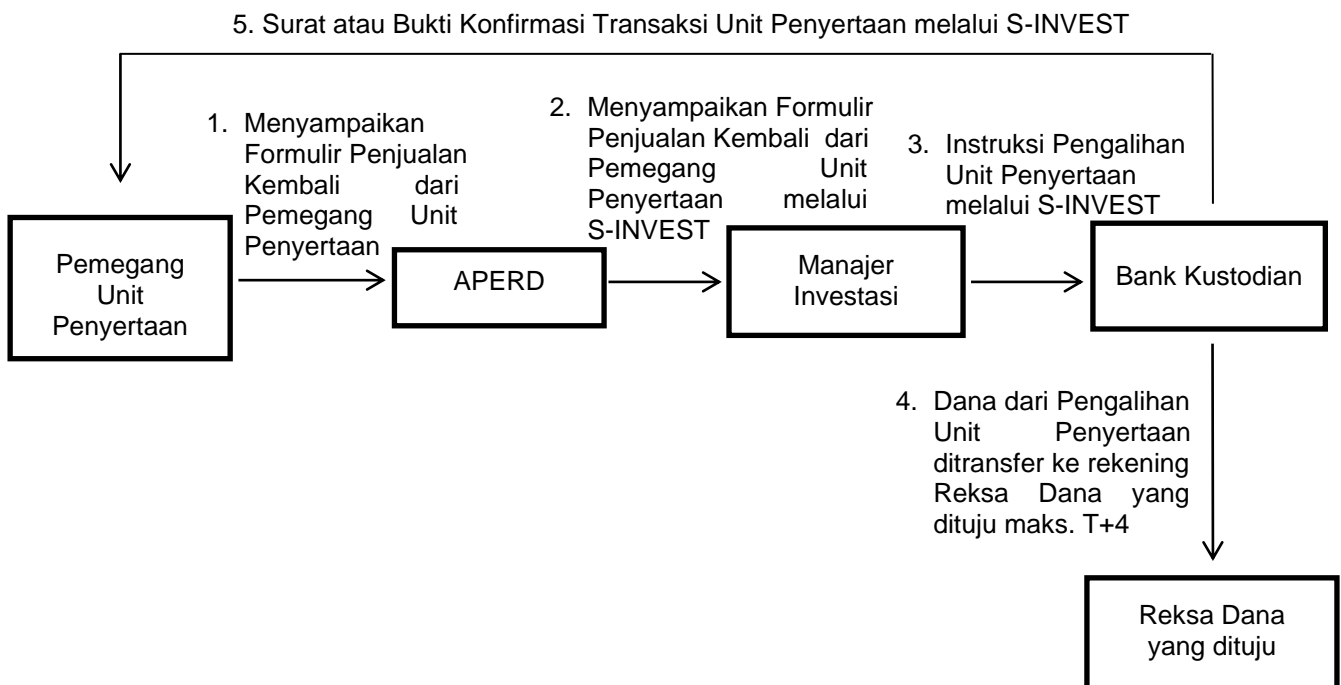 5. Surat atau Bukti Konfirmasi Transaksi Unit Penyertaan melalui S-INVEST
1. Menyampaikan
Formulir Penjualan
Kembali dari
Pemegang Unit
Penyertaan
2. Menyampaikan Formulir
Penjualan Kembali dari
Pemegang Unit
Penyertaan melalui
S-INVEST
3. Instruksi Pengalihan
Unit Penyertaan
melalui S-INVEST
Pemegang
Unit
Penyertaan
APERD
Manajer
Investasi
Bank Kustodian
4. Dana dari Pengalihan
Unit Penyertaan
ditransfer ke rekening
Reksa Dana yang
dituju maks. T+4
Reksa Dana
yang dituju